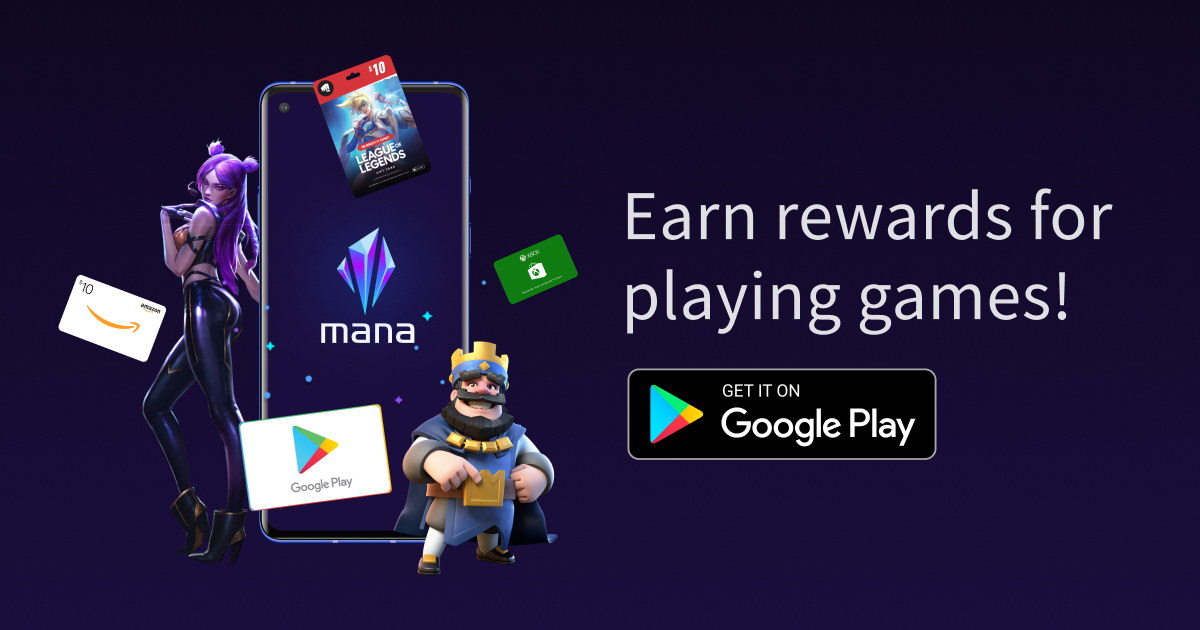 $10
LEAGUE OF
LEGENDS
XBOX
$10
amazon
mana
Google Play
Earn rewards for
playing games!
GET IT ON
Google Play